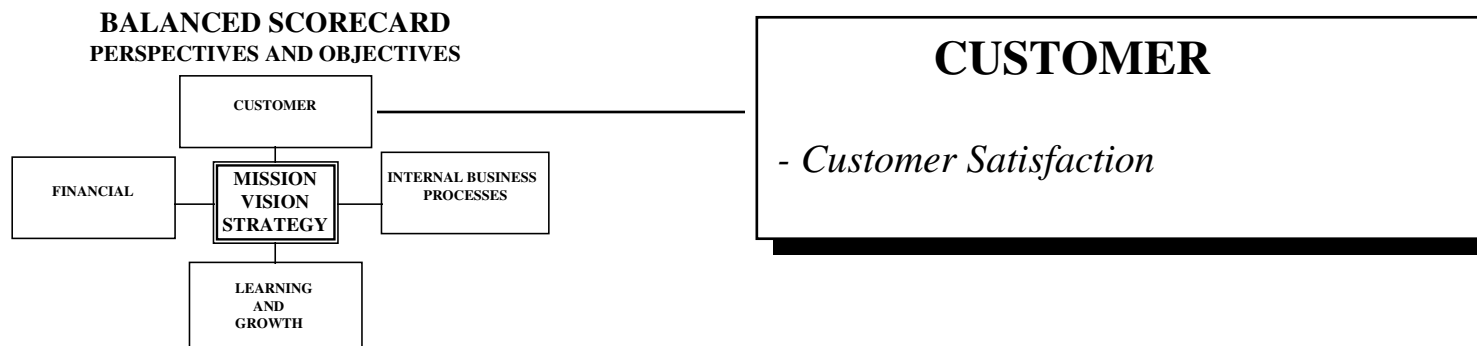 BALANCED SCORECARD
PERSPECTIVES AND OBJECTIVES
CUSTOMER
FINANCIAL
MISSION
VISION
STRATEGY
INTERNAL BUSINESS
PROCESSES
LEARNING
AND
GROWTH
CUSTOMER
- Customer Satisfaction